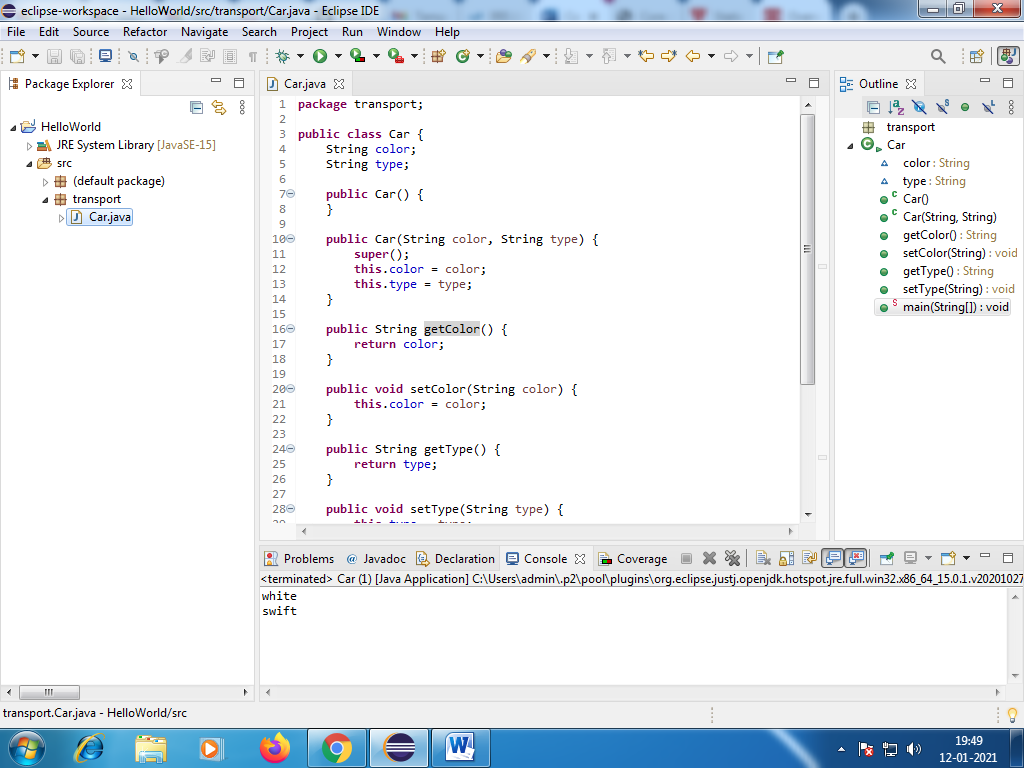 eclipse-workspace - HelloWorld/src/transport/Car.java - Eclipse IDE
File Edit Source Refactor Navigate Search Project Run Window Help
Package Explorer
HelloWorld
JRE System Library [JavaSE-15]
src
(default package)
transport
Car.java
Car.java
1 package transport;
2
3 public class Car {
4 String color;
5 String type;
6
7 public Car() {
8 }
9
10 public Car(String color, String type) {
11 super();
12 this.color = color;
13 this.type = type;
14 }
15
16 public String getColor() {
17 return color;
18 }
19
20 public void setColor(String color) {
21 this.color = color;
22 }
23
24 public String getType() {
25 return type;
26 }
27
28 public void setType(String type) {
Outline
transport
Car
color : String
type : String
Car()
Car(String, String)
getColor() : String
setColor(String) : void
getType() : String
setType(String) : void
main(String[]) : void
Problems @ Javadoc Declaration Console Coverage
<terminated> Car (1) [Java Application] C:\Users\admin\.p2\pool\plugins\org.eclipse.justj.openjdk.hotspot.jre.full.win32.x86_64_15.0.1.v20201027
white
swift
transport.Car.java - HelloWorld/src
19:49
12-01-2021